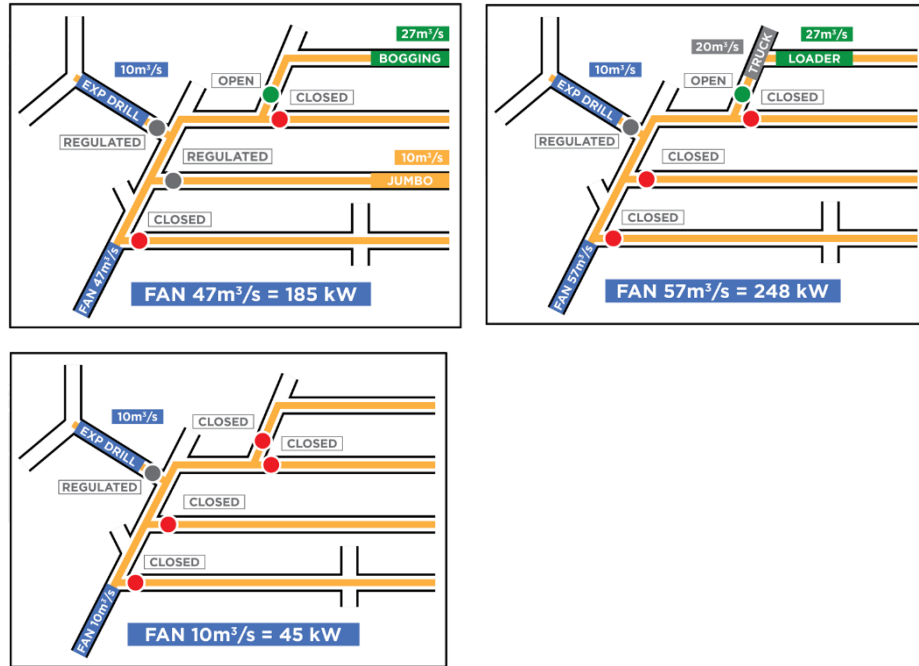 27m³/s
BOGGING
10m³/s
EXP DRILL
OPEN
CLOSED
REGULATED
REGULATED
10m³/s
JUMBO
CLOSED
FAN 47m³/s
FAN 47m³/s = 185 kW
20m³/s
TRUCK
27m³/s
LOADER
10m³/s
EXP DRILL
OPEN
CLOSED
REGULATED
CLOSED
CLOSED
FAN 57m³/s
FAN 57m³/s = 248 kW
10m³/s
EXP DRILL
CLOSED
CLOSED
REGULATED
CLOSED
CLOSED
FAN 10m³/s
FAN 10m³/s = 45 kW